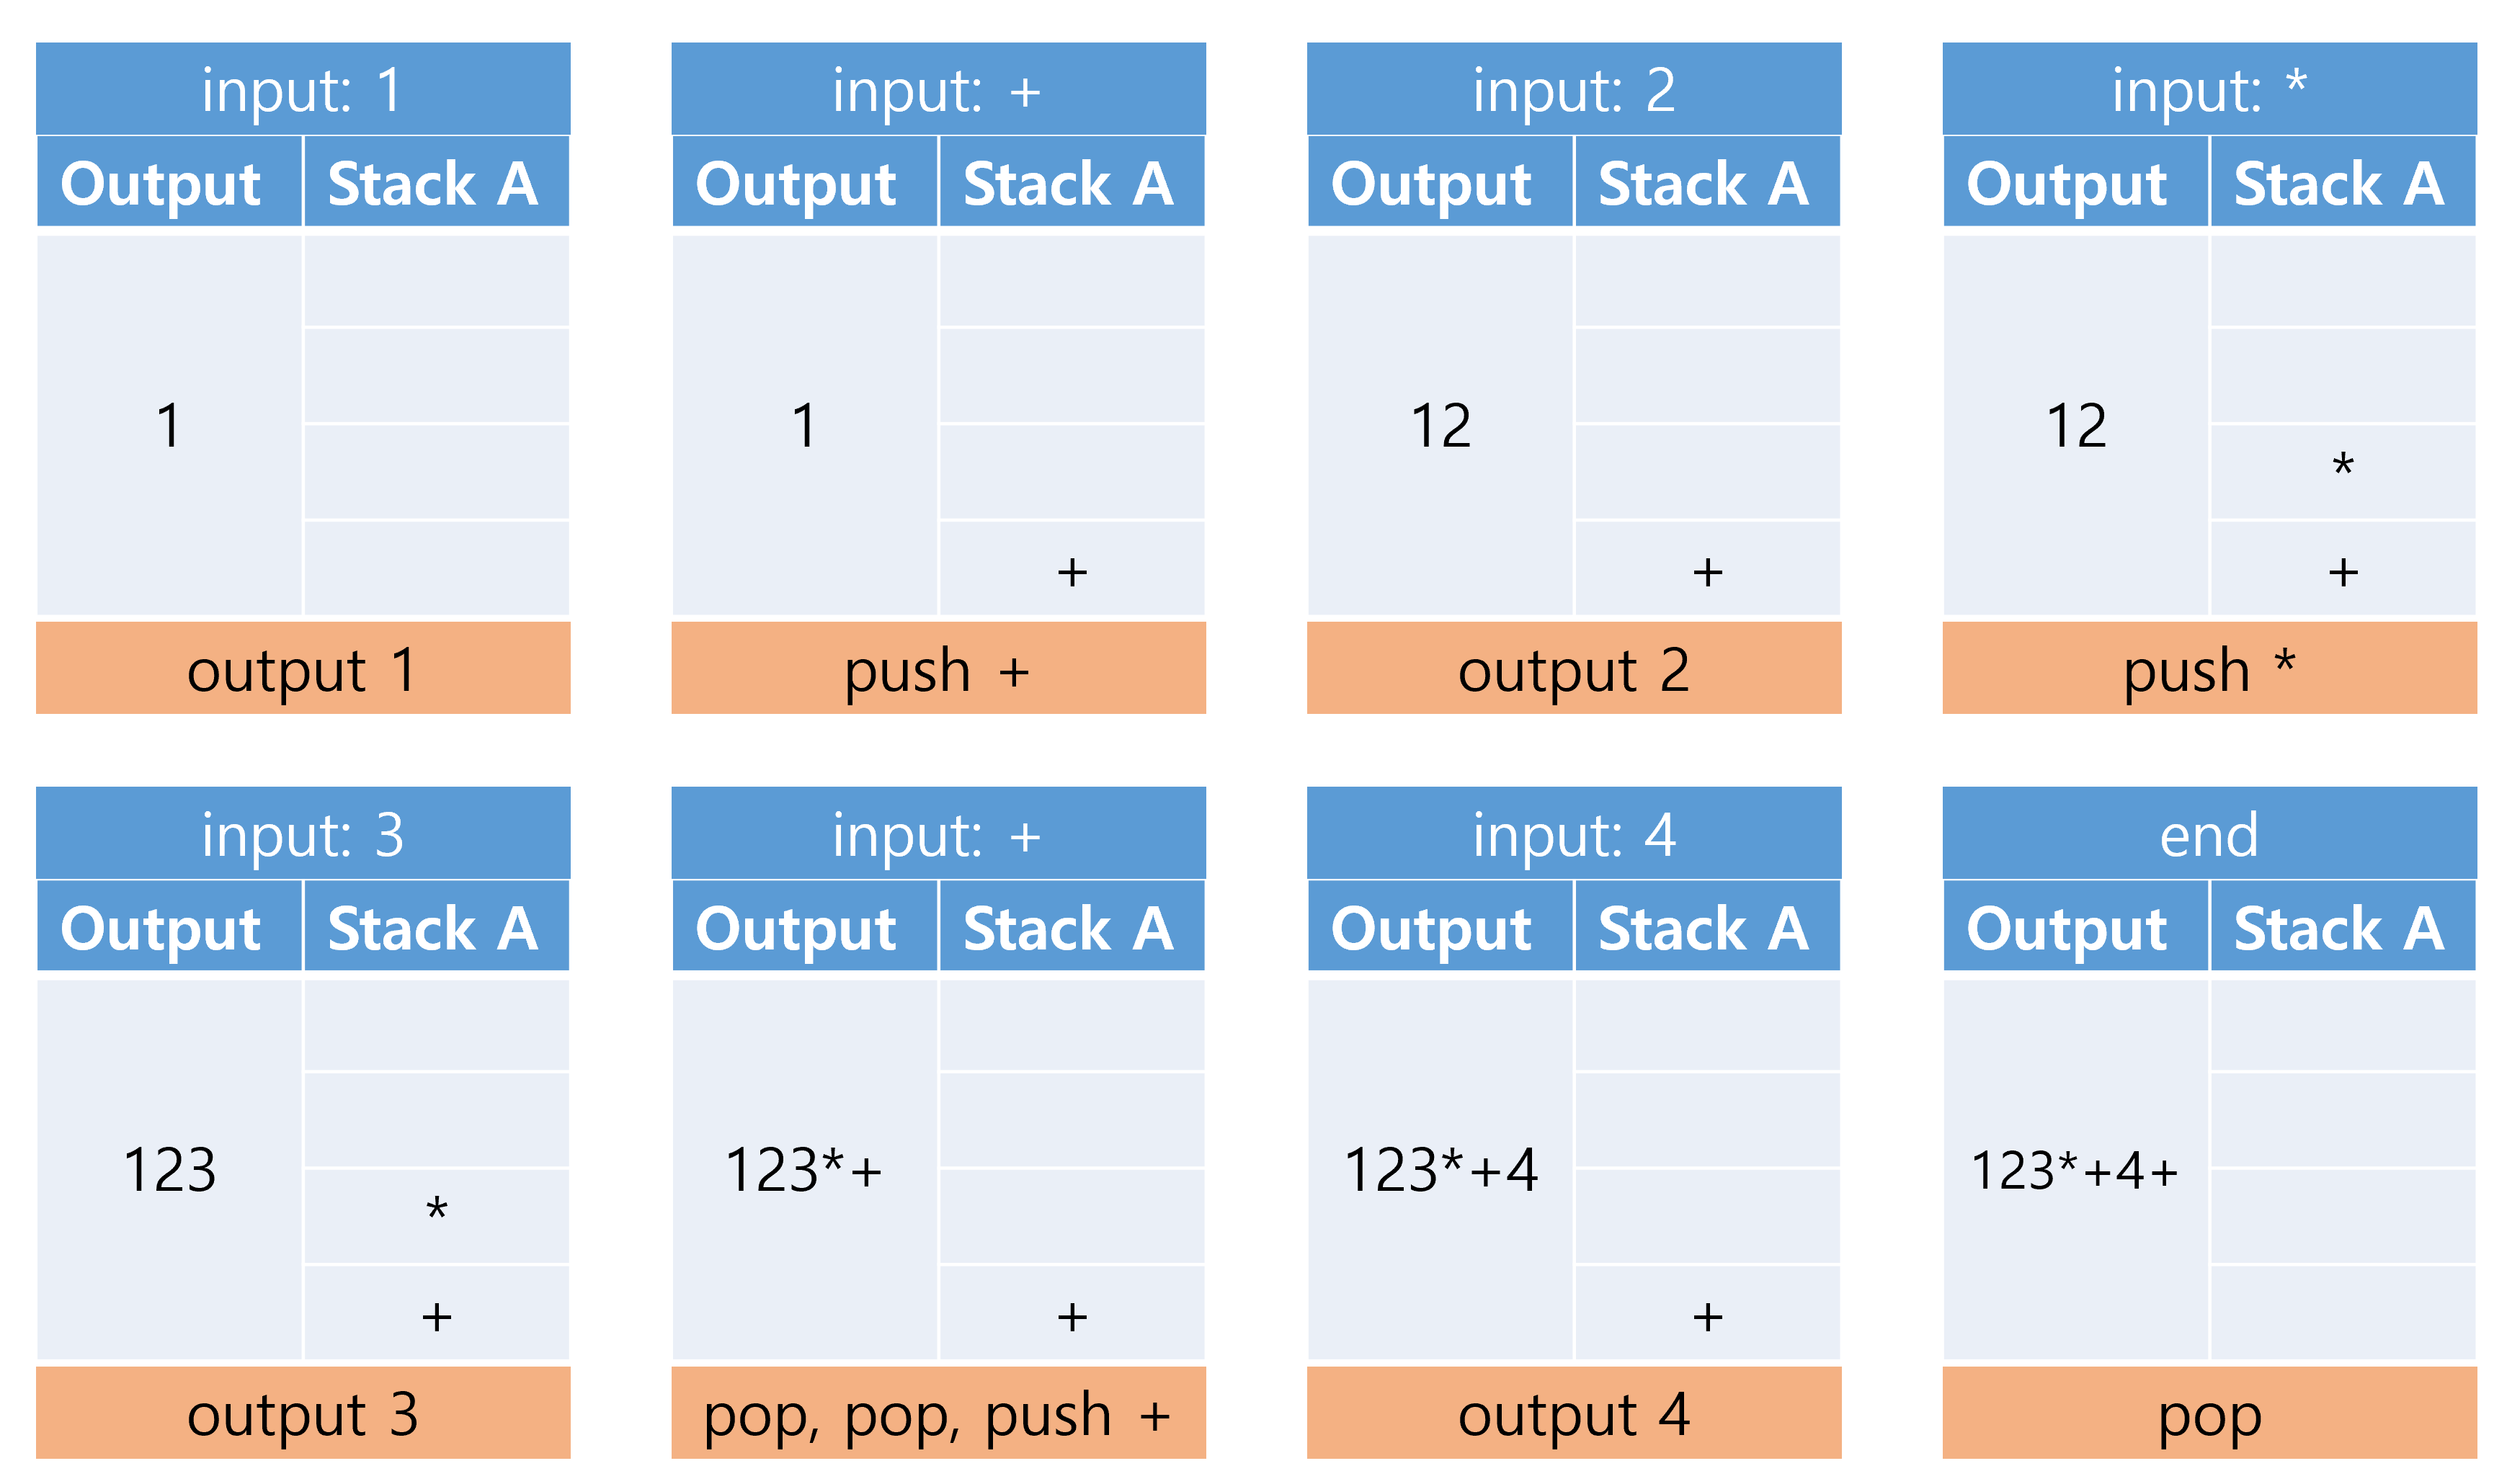 input: 1
Output Stack A
1
output 1
input: +
Output Stack A
1
+
push +
input: 2
Output Stack A
12
+
output 2
input: *
Output Stack A
12
*
+
push *
input: 3
Output Stack A
123
*
+
output 3
input: +
Output Stack A
123*+
+
pop, pop, push +
input: 4
Output Stack A
123*+4
+
output 4
end
Output Stack A
123*+4+
pop